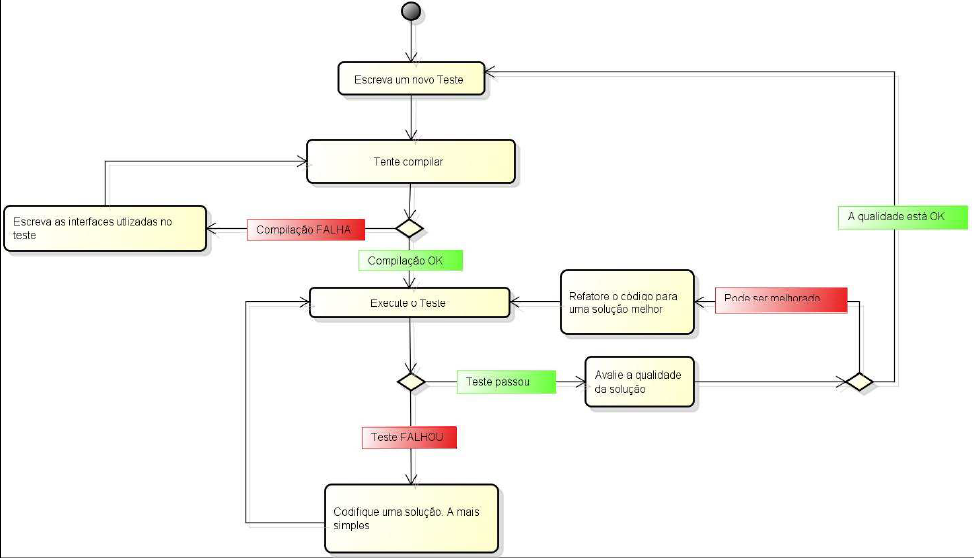 Escreva um novo Teste
Tente compilar
Escreva as interfaces utlizadas no
teste
Compilação FALHA
Compilação OK
A qualidade está OK
Execute o Teste
Refatore o código para
uma solução melhor
Pode ser melhorado
Teste passou
Avalie a qualidade
da solução
Teste FALHOU
Codifique uma solução. A mais
simples